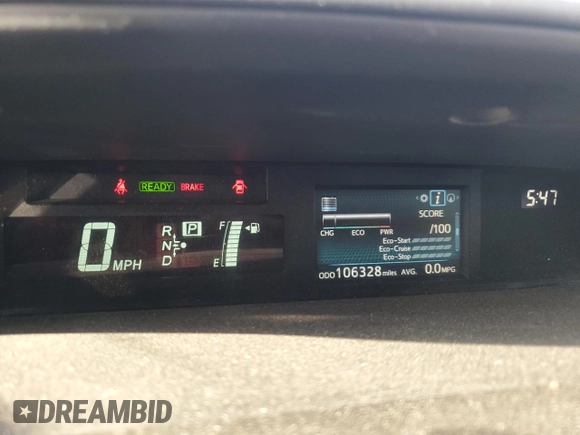 READY BRAKE
0 MPH
R
N
D
P
F
E
i
SCORE
/100
CHG ECO PWR
Eco-Start
Eco-Cruise
Eco-Stop
ODO 106328 miles AVG. 0.0 MPG
5:47
DREAMBID